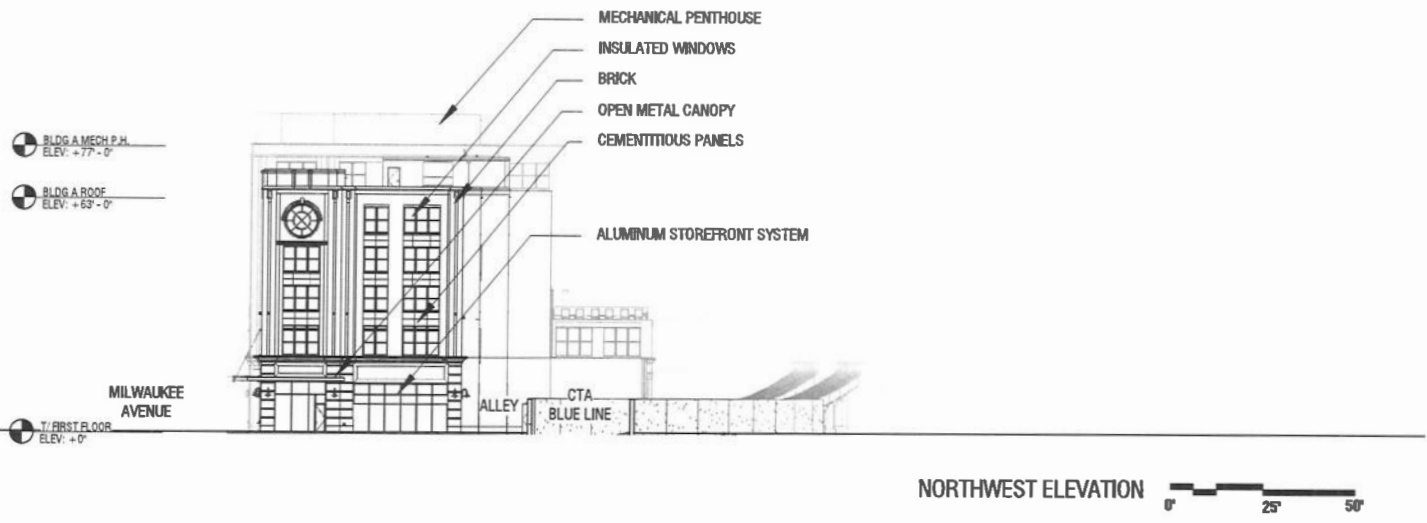 MECHANICAL PENTHOUSE
INSULATED WINDOWS
BRICK
OPEN METAL CANOPY
CEMENTITIOUS PANELS
BLDG A MECH P.H.
ELEV: +77' - 0"
BLDG A ROOF
ELEV: +63' - 0"
ALUMINUM STOREFRONT SYSTEM
MILWAUKEE
AVENUE
ALLEY
CTA
BLUE LINE
T/ FIRST FLOOR
ELEV: +0"
NORTHWEST ELEVATION
0' 25' 50'